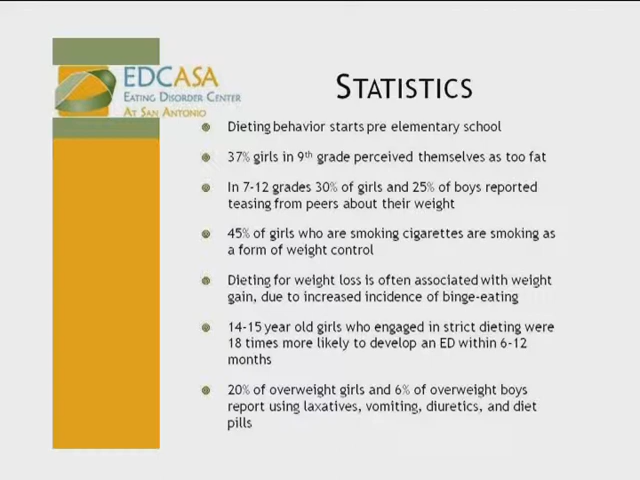 EDCASA
EATING DISORDER CENTER
AT SAN ANTONIO
STATISTICS
Dieting behavior starts pre elementary school
37% girls in 9th grade perceived themselves as too fat
In 7-12 grades 30% of girls and 25% of boys reported
teasing from peers about their weight
45% of girls who are smoking cigarettes are smoking as
a form of weight control
Dieting for weight loss is often associated with weight
gain, due to increased incidence of binge-eating
14-15 year old girls who engaged in strict dieting were
18 times more likely to develop an ED within 6-12
months
20% of overweight girls and 6% of overweight boys
report using laxatives, vomiting, diuretics, and diet
pills